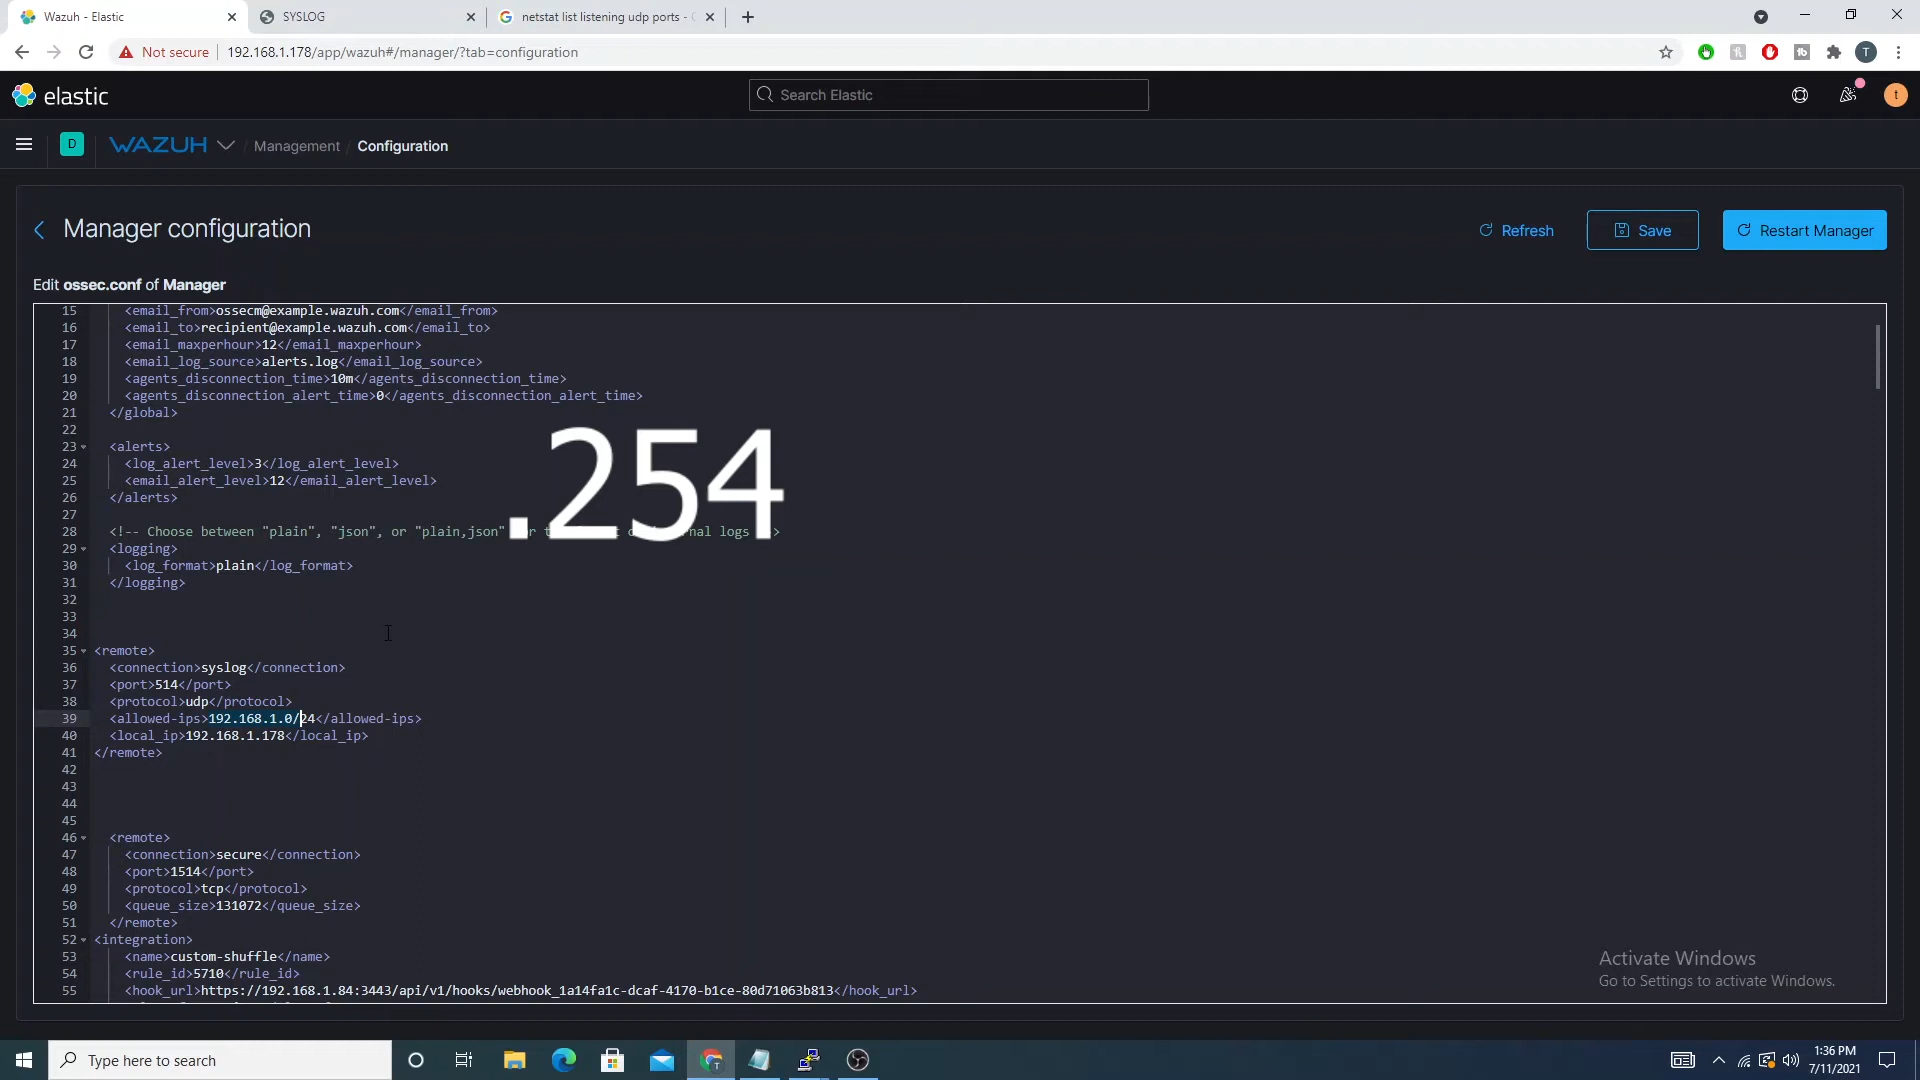 Wazuh - Elastic
SYSLOG
netstat list listening udp ports -
Not secure
192.168.1.178/app/wazuh#/manager/?tab=configuration
T
elastic
Search Elastic
t
D
WAZUH
/ Management / Configuration
Manager configuration
Refresh
Save
Restart Manager
Edit ossec.conf of Manager
15 <email_from>ossecm@example.wazuh.com</email_from>
16 <email_to>recipient@example.wazuh.com</email_to>
17 <email_maxperhour>12</email_maxperhour>
18 <email_log_source>alerts.log</email_log_source>
19 <agents_disconnection_time>10m</agents_disconnection_time>
20 <agents_disconnection_alert_time>0</agents_disconnection_alert_time>
21 </global>
22
23 <alerts>
24 <log_alert_level>3</log_alert_level>
25 <email_alert_level>12</email_alert_level>
26 </alerts>
.254
27
28 <!-- Choose between "plain", "json", or "plain,json"
29 <logging>
30 <log_format>plain</log_format>
31 </logging>
32
33
34
35 <remote>
36 <connection>syslog</connection>
37 <port>514</port>
38 <protocol>udp</protocol>
39 <allowed-ips>192.168.1.0/24</allowed-ips>
40 <local_ip>192.168.1.178</local_ip>
41 </remote>
42
43
44
45
46 <remote>
47 <connection>secure</connection>
48 <port>1514</port>
49 <protocol>tcp</protocol>
50 <queue_size>131072</queue_size>
51 </remote>
52 <integration>
53 <name>custom-shuffle</name>
54 <rule_id>5710</rule_id>
55 <hook_url>https://192.168.1.84:3443/api/v1/hooks/webhook_1a14fa1c-dcaf-4170-b1ce-80d71063b813</hook_url>
Activate Windows
Go to Settings to activate Windows.
Type here to search
1:36 PM
7/11/2021